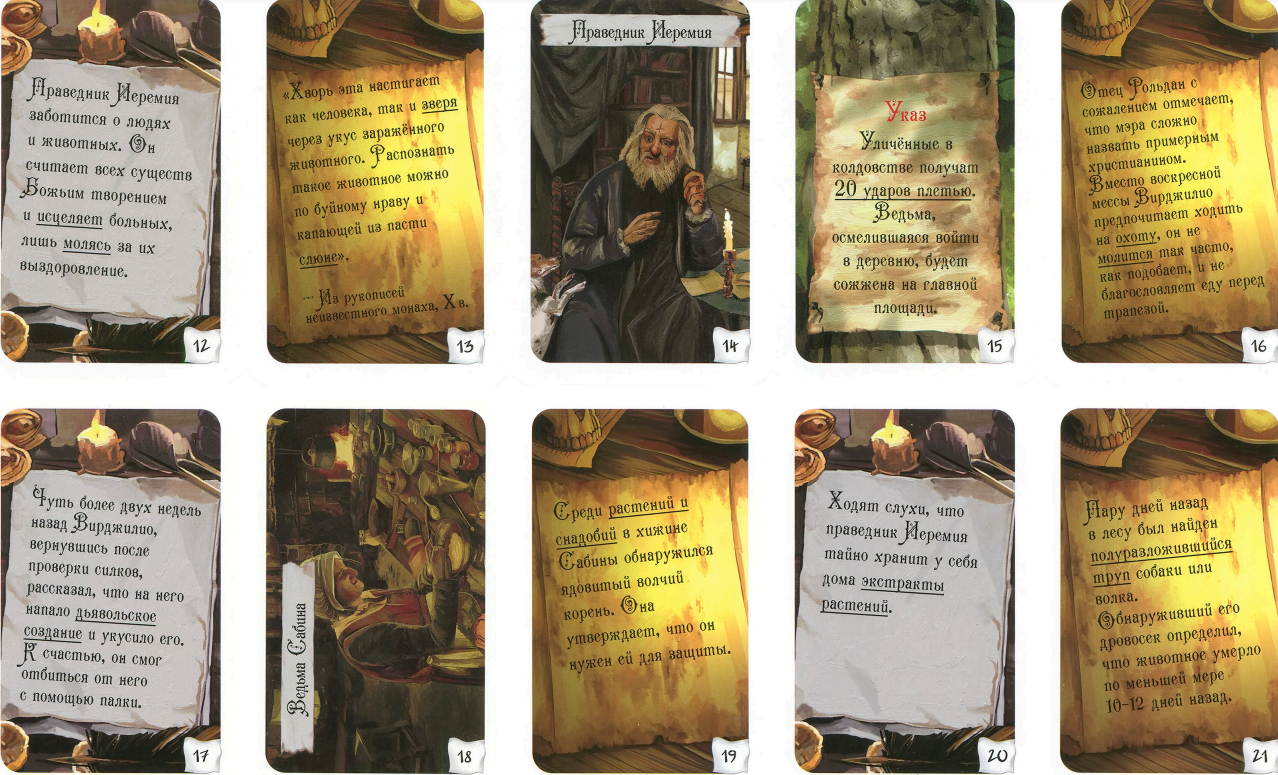 Праведник Иеремия
заботится о людях
и животных. Он
считает всех существ
Божьим творением
и исцеляет больных,
лишь молясь за их
выздоровление.
12
«Хворь эта настигает
как человека, так и зверя
через укус заражённого
животного. Распознать
такое животное можно
по буйному нраву и
капающей из пасти
слюне».
... Из рукописей
неизвестного монаха, X в.
13
Праведник Иеремия
14
Указ
Уличённые в
колдовстве получат
20 ударов плетью.
Ведьма,
осмелившаяся войти
в деревню, будет
сожжена на главной
площади.
15
Отец Рольдан с
сожалением отмечает,
что мэра сложно
назвать примерным
христианином.
Вместо воскресной
мессы Вирджилио
предпочитает ходить
на охоту, он не
молится так часто,
как подобает, и не
благословляет еду перед
трапезой.
16
Чуть более двух недель
назад Вирджилио,
вернувшись после
проверки силков,
рассказал, что на него
напало дьявольское
создание и укусило его.
К счастью, он смог
отбиться от него
с помощью палки.
17
Ведьма Сабина
18
Среди растений и
снадобий в хижине
Сабины обнаружился
ядовитый волчий
корень. Она
утверждает, что он
нужен ей для защиты.
19
Ходят слухи, что
праведник Иеремия
тайно хранит у себя
дома экстракты
растений.
20
Пару дней назад
в лесу был найден
полуразложившийся
труп собаки или
волка.
Обнаруживший его
дровосек определил,
что животное умерло
по меньшей мере
10-12 дней назад.
21